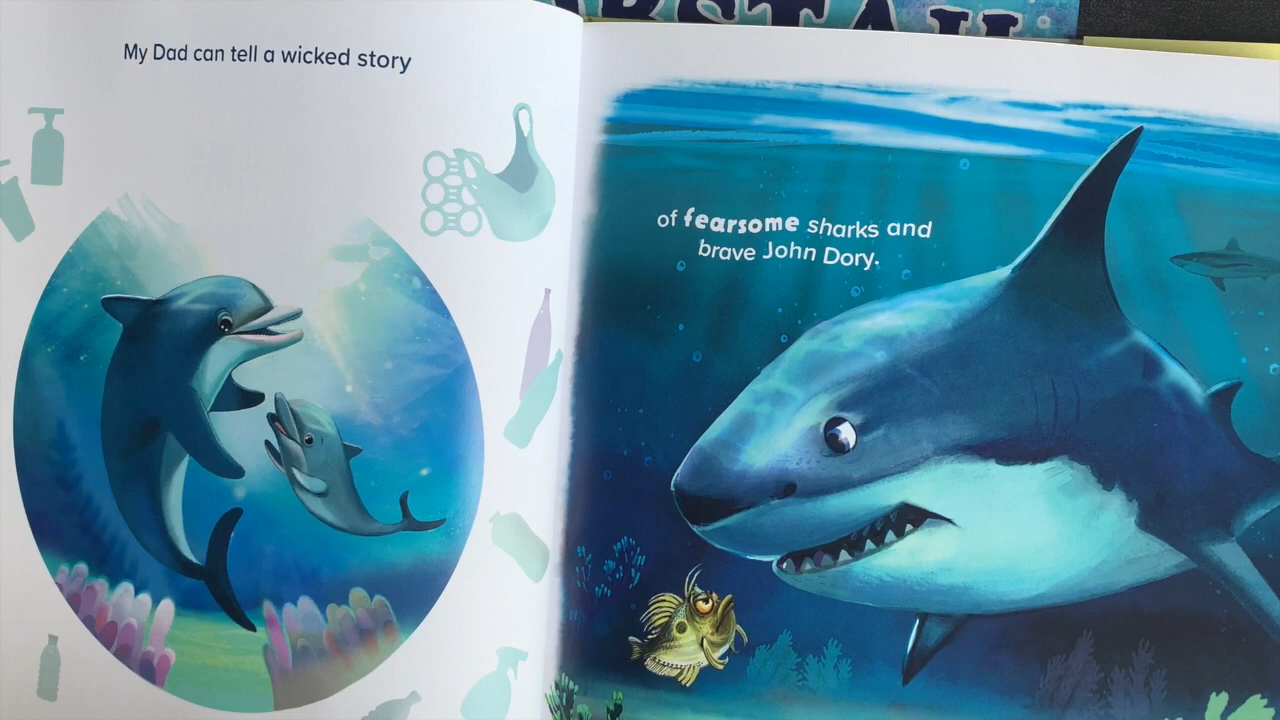 My Dad can tell a wicked story
of fearsome sharks and
brave John Dory.